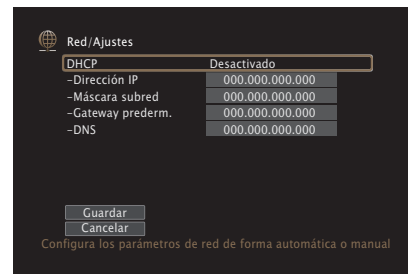 Red/Ajustes
DHCP Desactivado
–Dirección IP 000.000.000.000
–Máscara subred 000.000.000.000
–Gateway prederm. 000.000.000.000
–DNS 000.000.000.000
Guardar
Cancelar
Configura los parámetros de red de forma automática o manual